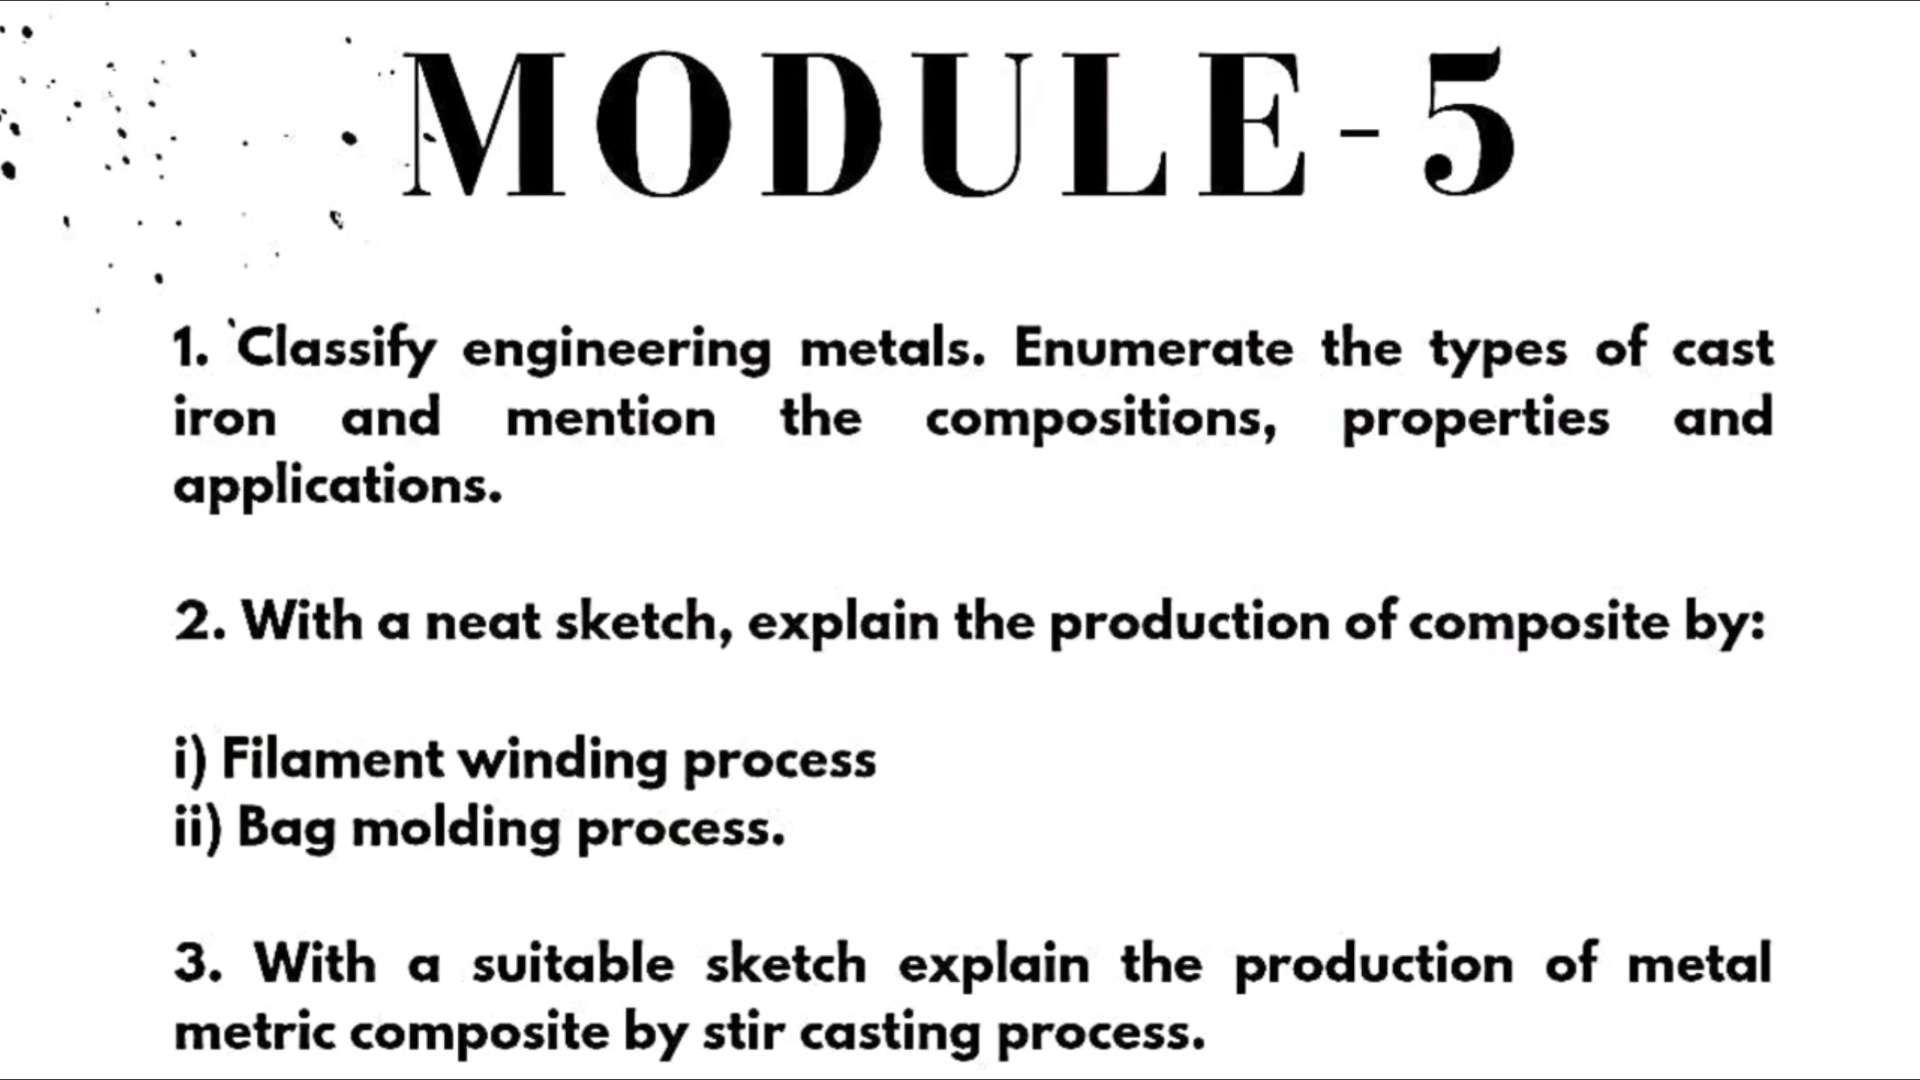 MODULE-5
1. Classify engineering metals. Enumerate the types of cast
iron and mention the compositions, properties and
applications.
2. With a neat sketch, explain the production of composite by:
i) Filament winding process
ii) Bag molding process.
3. With a suitable sketch explain the production of metal
metric composite by stir casting process.